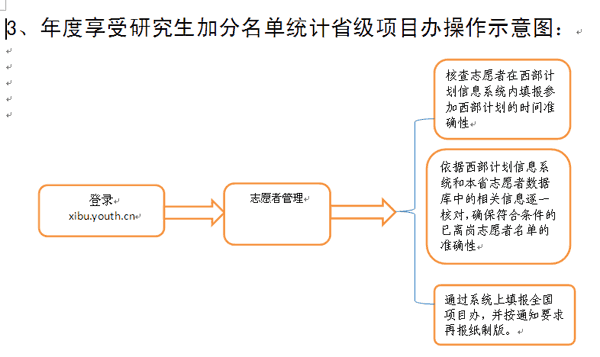 3、年度享受研究生加分名单统计省级项目办操作示意图：
登录
xibu.youth.cn
志愿者管理
核查志愿者在西部计
划信息系统内填报参
加西部计划的时间准
确性
依据西部计划信息系
统和本省志愿者数据
库中的相关信息逐一
核对，确保符合条件的
已离岗志愿者名单的
准确性
通过系统上填报全国
项目办，并按通知要求
再报纸制版。